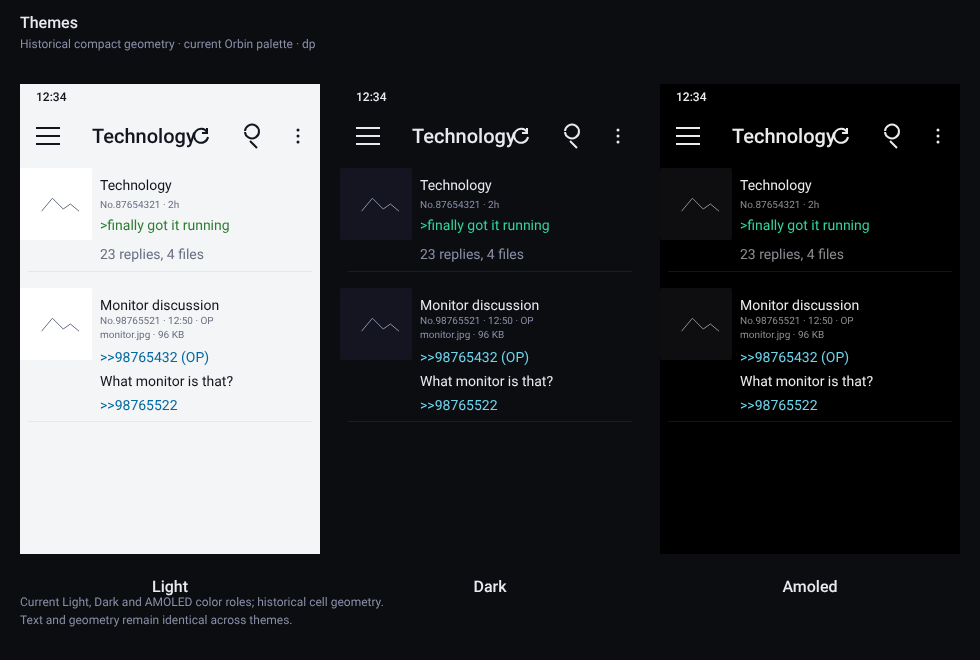 Themes
Historical compact geometry · current Orbin palette · dp
12:34
Technology
Technology
No.87654321 · 2h
>finally got it running
23 replies, 4 files
Monitor discussion
No.98765521 · 12:50 · OP
monitor.jpg · 96 KB
>>98765432 (OP)
What monitor is that?
>>98765522
Light
12:34
Technology
Technology
No.87654321 · 2h
>finally got it running
23 replies, 4 files
Monitor discussion
No.98765521 · 12:50 · OP
monitor.jpg · 96 KB
>>98765432 (OP)
What monitor is that?
>>98765522
Dark
12:34
Technology
Technology
No.87654321 · 2h
>finally got it running
23 replies, 4 files
Monitor discussion
No.98765521 · 12:50 · OP
monitor.jpg · 96 KB
>>98765432 (OP)
What monitor is that?
>>98765522
Amoled
Current Light, Dark and AMOLED color roles; historical cell geometry.
Text and geometry remain identical across themes.